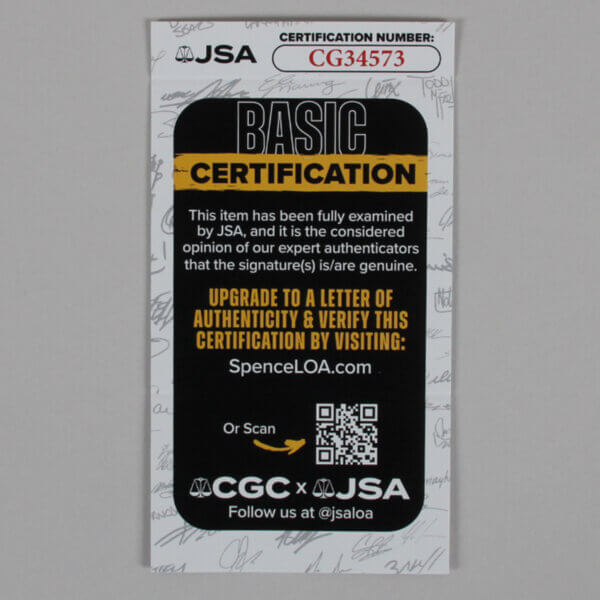 CERTIFICATION NUMBER:
JSA
CG34573
BASIC
CERTIFICATION
This item has been fully examined
by JSA, and it is the considered
opinion of our expert authenticators
that the signature(s) is/are genuine.
UPGRADE TO A LETTER OF
AUTHENTICITY & VERIFY THIS
CERTIFICATION BY VISITING:
SpenceLOA.com
Or Scan
CGC x JSA
Follow us at @jsaloa